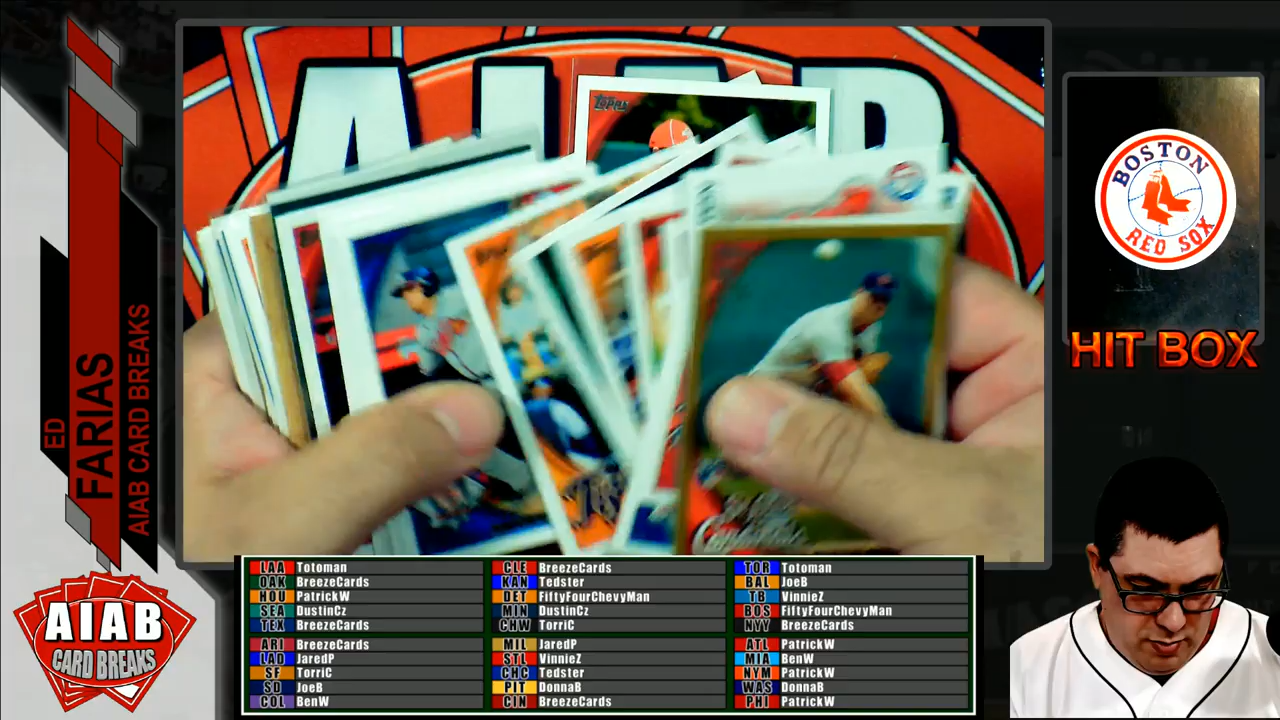 ED
FARIAS
AIAB CARD BREAKS
AIAB
CARD BREAKS
AIAB
TOPPS
BOSTON
RED SOX
HIT BOX
LAA Totoman
OAK BreezeCards
HOU PatrickW
SEA DustinCz
TEX BreezeCards
ARI BreezeCards
LAD JaredP
SF TorriC
SD JoeB
COL BenW
CLE BreezeCards
KAN Tedster
DET FiftyFourChevyMan
MIN DustinCz
CHW TorriC
MIL JaredP
STL VinnieZ
CHC Tedster
PIT DonnaB
CIN BreezeCards
TOR Totoman
BAL JoeB
TB VinnieZ
BOS FiftyFourChevyMan
NYY BreezeCards
ATL PatrickW
MIA BenW
NYM PatrickW
WAS DonnaB
PHI PatrickW